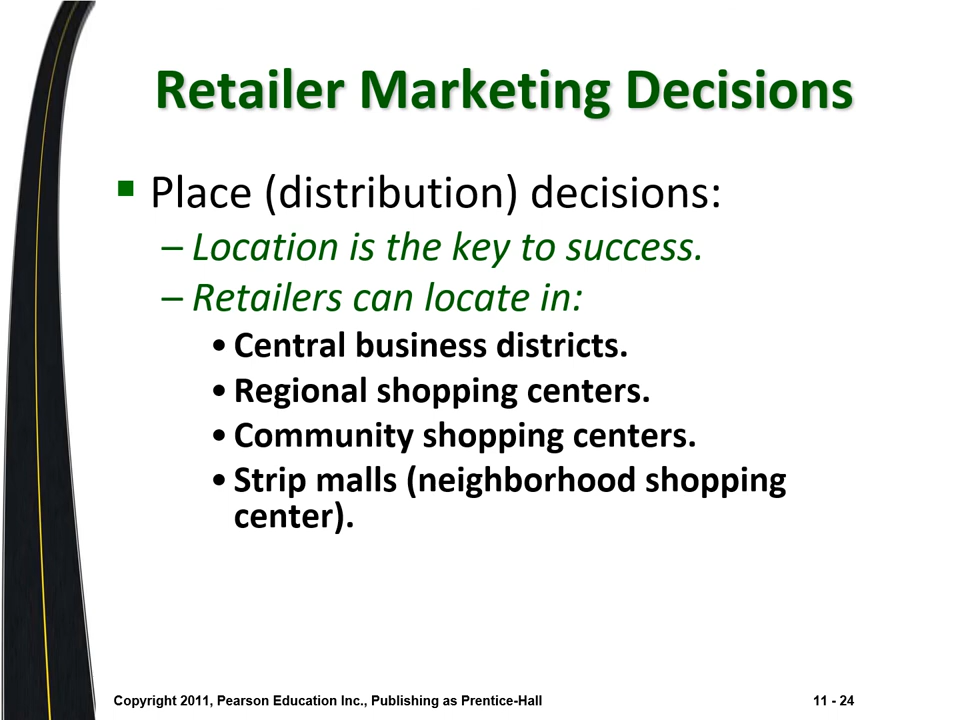 Retailer Marketing Decisions
▪ Place (distribution) decisions:
– Location is the key to success.
– Retailers can locate in:
• Central business districts.
• Regional shopping centers.
• Community shopping centers.
• Strip malls (neighborhood shopping
center).
Copyright 2011, Pearson Education Inc., Publishing as Prentice-Hall 11 - 24